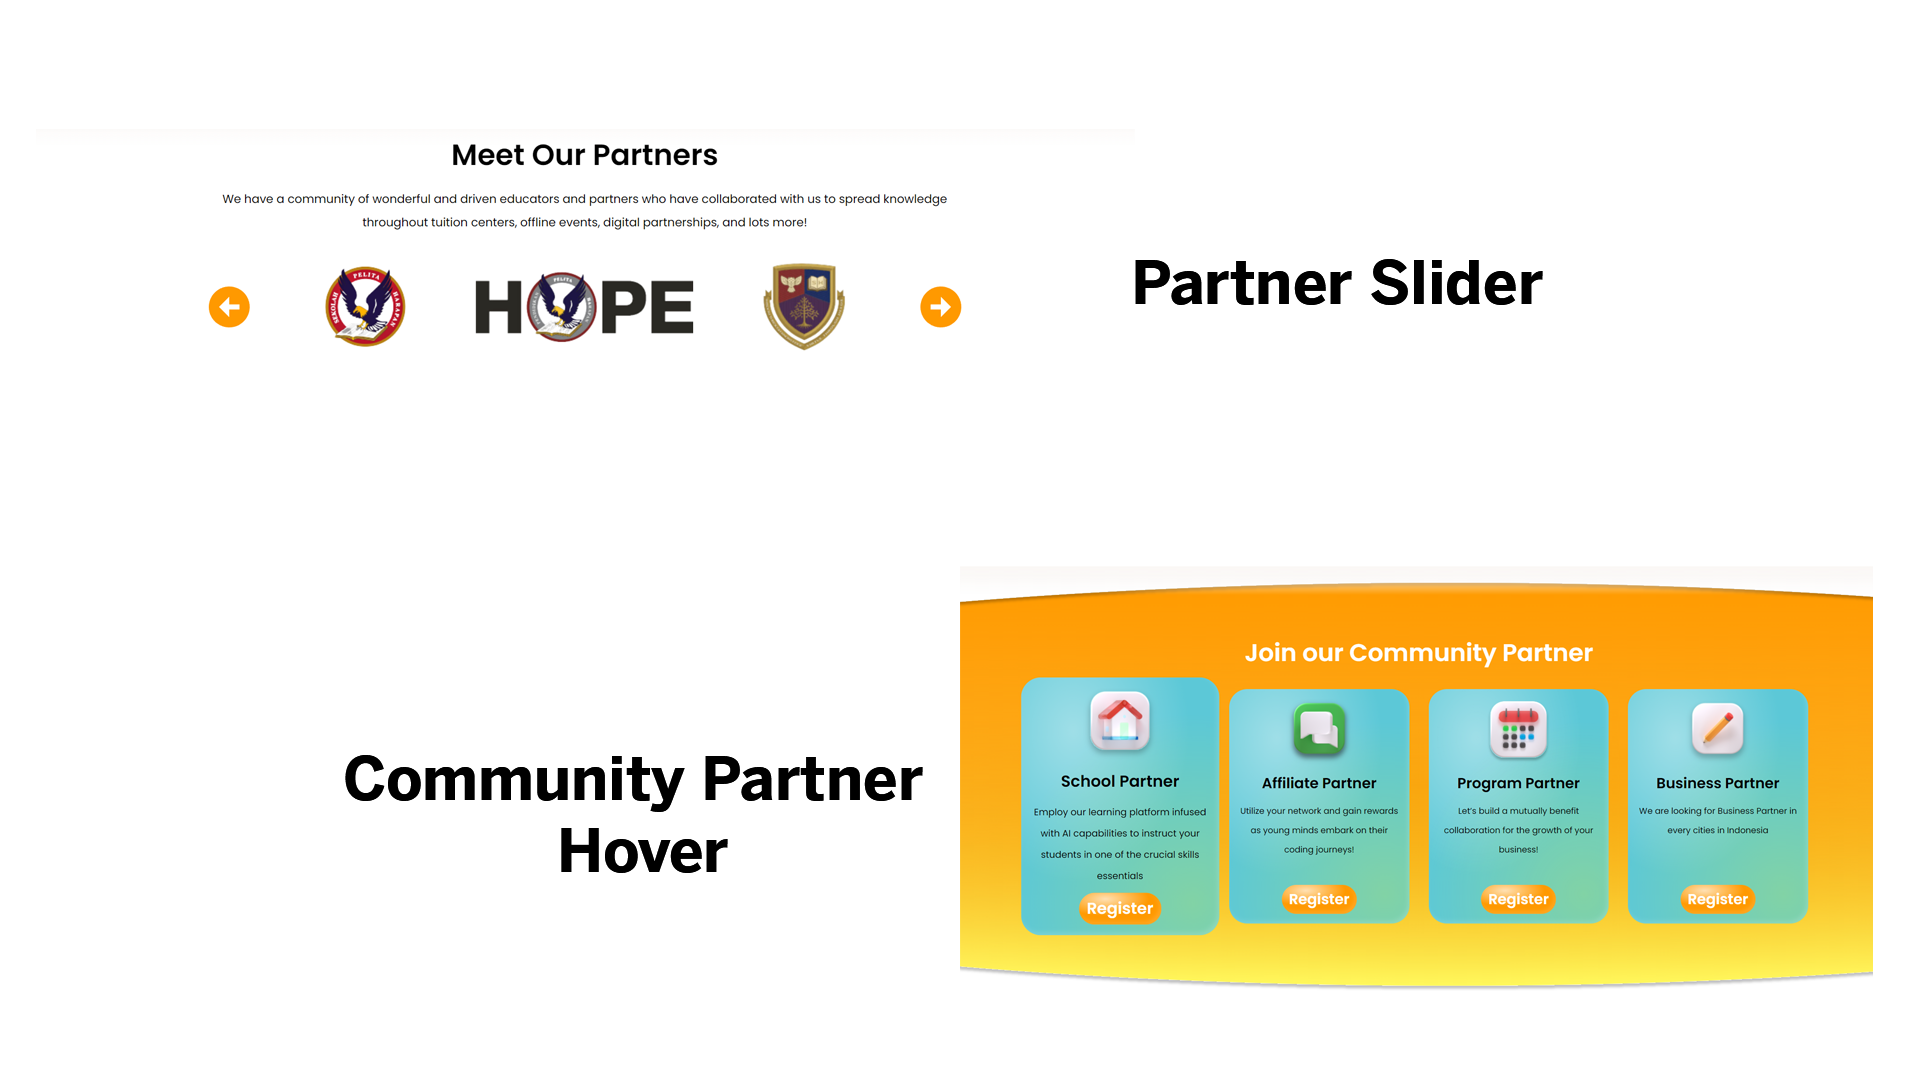 Meet Our Partners
We have a community of wonderful and driven educators and partners who have collaborated with us to spread knowledge
throughout tuition centers, offline events, digital partnerships, and lots more!
PELITA
SEKOLAH
HARAPAN
H PE
PELITA
Partner Slider
Community Partner
Hover
Join our Community Partner
School Partner
Employ our learning platform infused
with AI capabilities to instruct your
students in one of the crucial skills
essentials
Register
Affiliate Partner
Utilize your network and gain rewards
as young minds embark on their
coding journeys!
Register
Program Partner
Let's build a mutually benefit
collaboration for the growth of your
business!
Register
Business Partner
We are looking for Business Partner in
every cities in Indonesia
Register